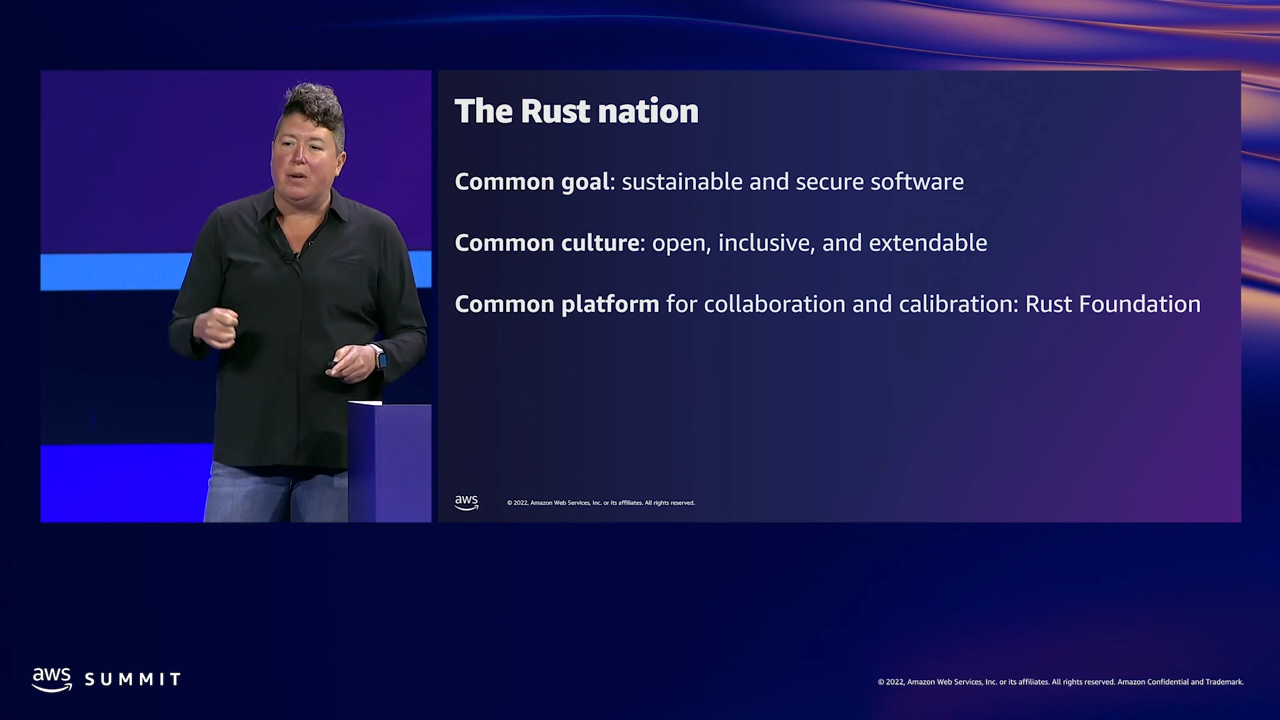 The Rust nation
Common goal: sustainable and secure software
Common culture: open, inclusive, and extendable
Common platform for collaboration and calibration: Rust Foundation
aws
© 2022, Amazon Web Services, Inc. or its affiliates. All rights reserved.
aws SUMMIT
© 2022, Amazon Web Services, Inc. or its affiliates. All rights reserved. Amazon Confidential and Trademark.